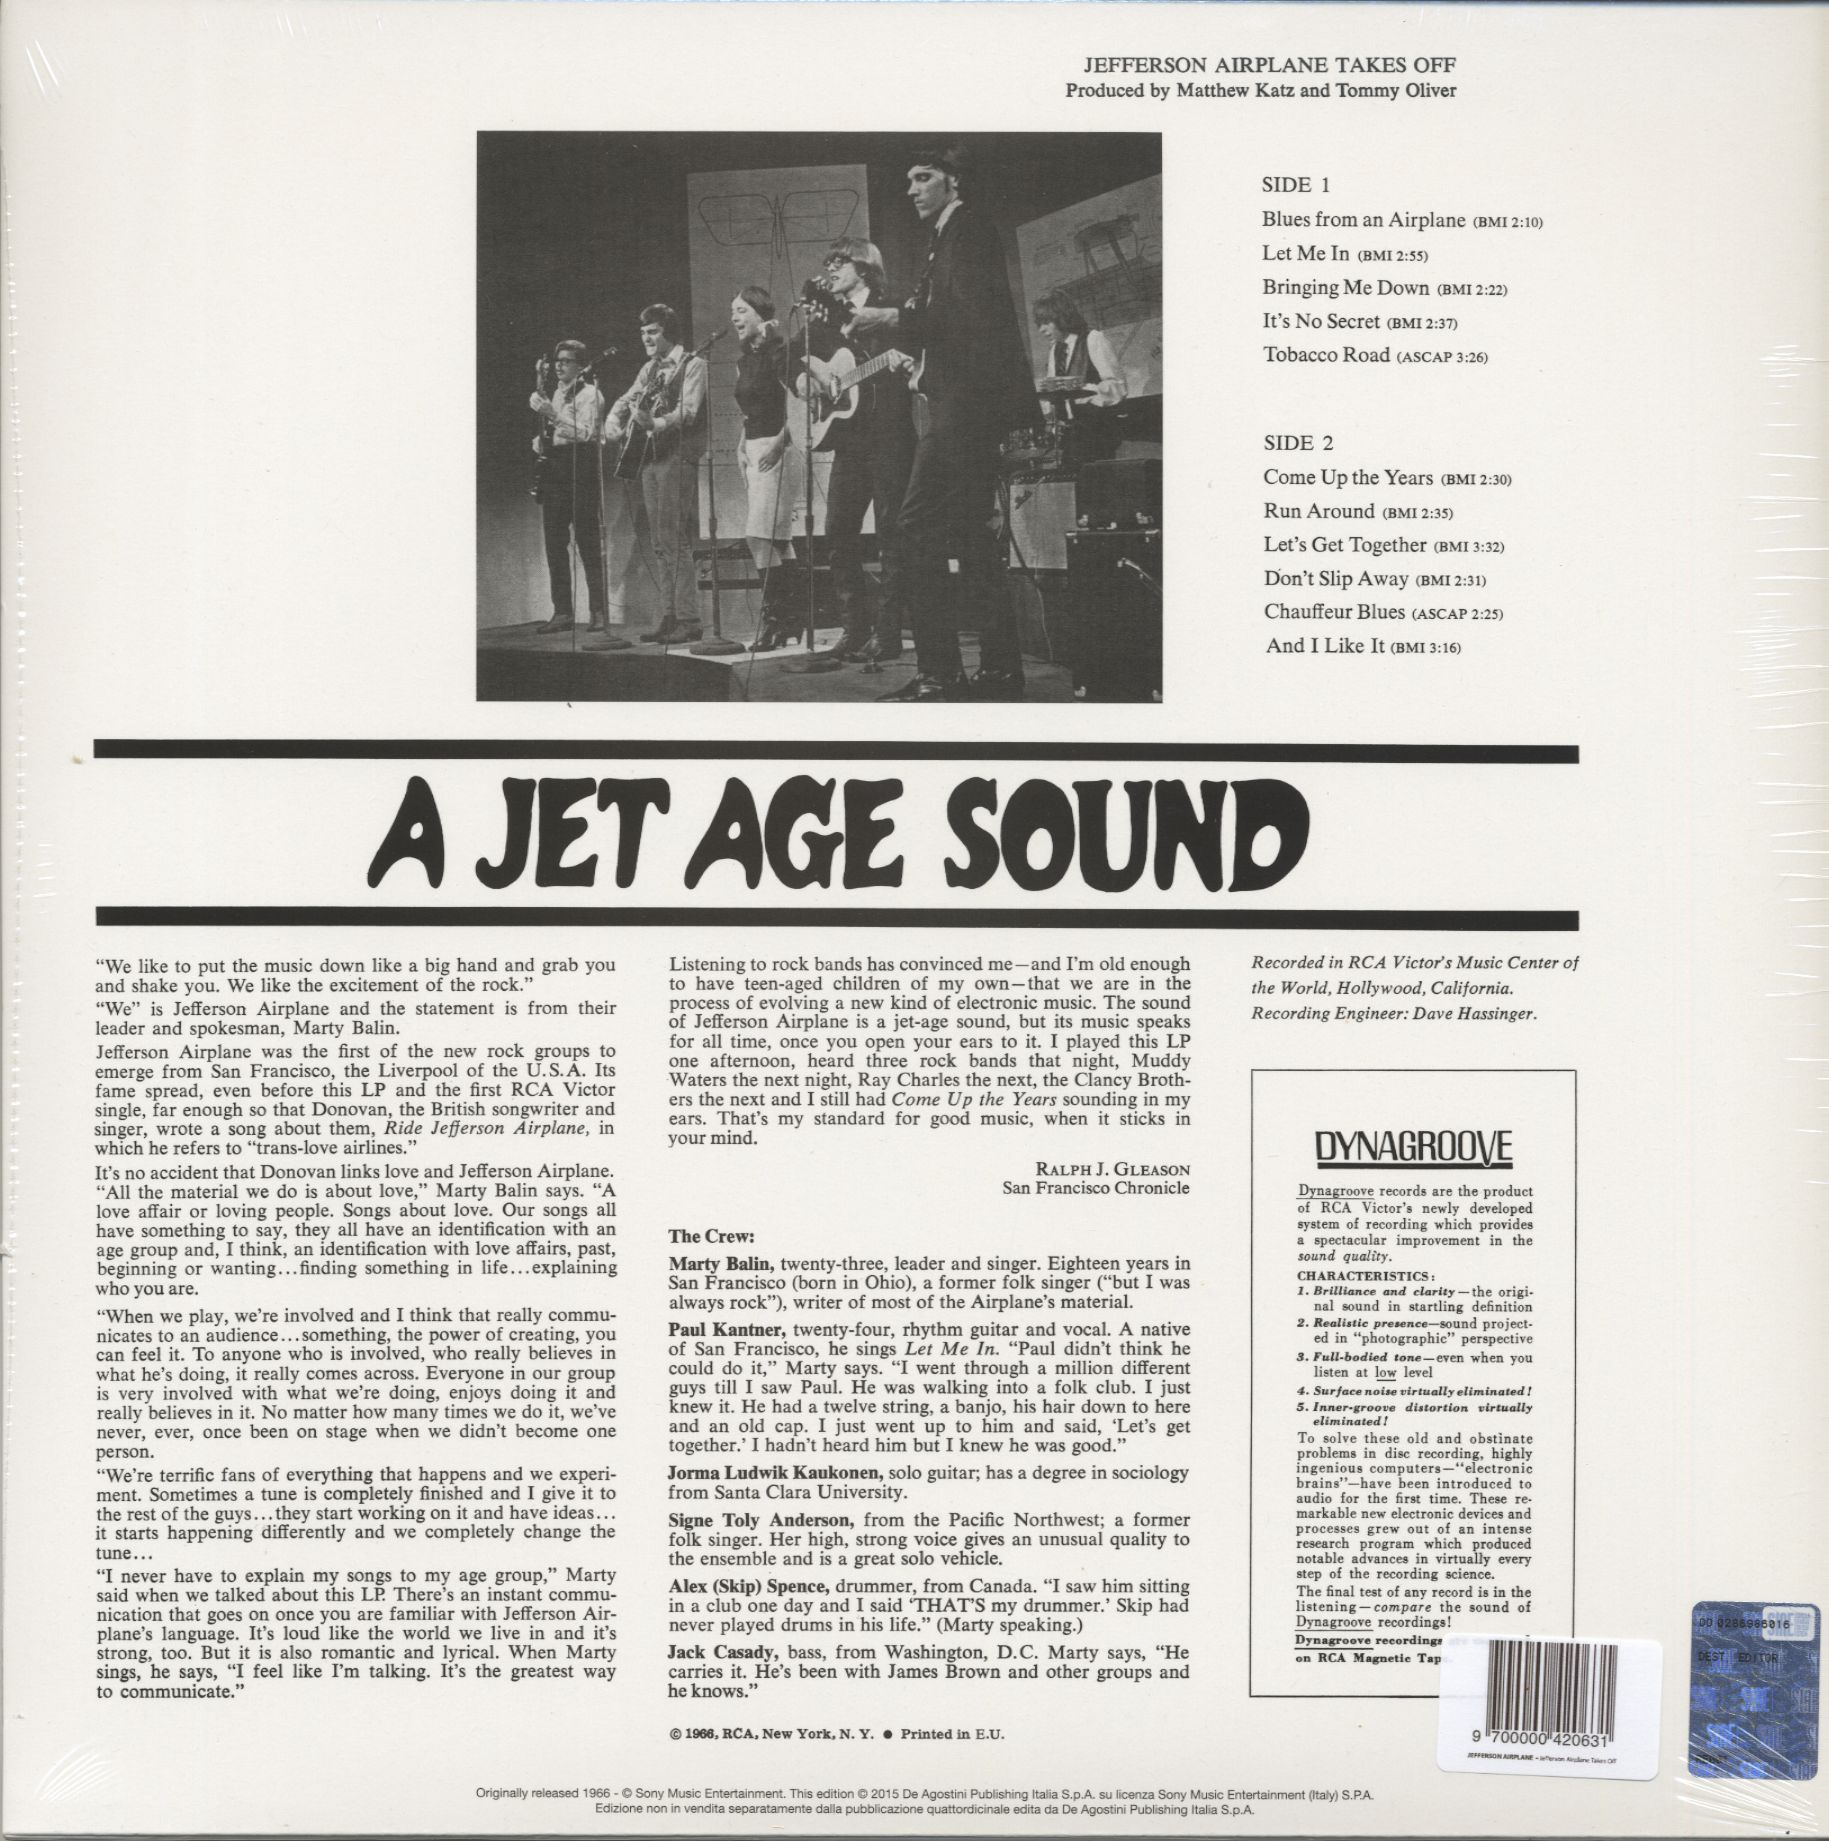 JEFFERSON AIRPLANE TAKES OFF
Produced by Matthew Katz and Tommy Oliver
SIDE 1
Blues from an Airplane (BMI 2:10)
Let Me In (BMI 2:55)
Bringing Me Down (BMI 2:22)
It's No Secret (BMI 2:37)
Tobacco Road (ASCAP 3:26)
SIDE 2
Come Up the Years (BMI 2:30)
Run Around (BMI 2:35)
Let's Get Together (BMI 3:32)
Don't Slip Away (BMI 2:31)
Chauffeur Blues (ASCAP 2:25)
And I Like It (BMI 3:16)
A JET AGE SOUND
“We like to put the music down like a big hand and grab you
and shake you. We like the excitement of the rock.”
“We” is Jefferson Airplane and the statement is from their
leader and spokesman, Marty Balin.
Jefferson Airplane was the first of the new rock groups to
emerge from San Francisco, the Liverpool of the U.S.A. Its
fame spread, even before this LP and the first RCA Victor
single, far enough so that Donovan, the British songwriter and
singer, wrote a song about them, Ride Jefferson Airplane, in
which he refers to “trans-love airlines.”
It's no accident that Donovan links love and Jefferson Airplane.
“All the material we do is about love,” Marty Balin says. “A
love affair or loving people. Songs about love. Our songs all
have something to say, they all have an identification with an
age group and, I think, an identification with love affairs, past,
beginning or wanting...finding something in life...explaining
who you are.
“When we play, we're involved and I think that really commu-
nicates to an audience...something, the power of creating, you
can feel it. To anyone who is involved, who really believes in
what he's doing, it really comes across. Everyone in our group
is very involved with what we're doing, enjoys doing it and
really believes in it. No matter how many times we do it, we've
never, ever, once been on stage when we didn't become one
person.
“We're terrific fans of everything that happens and we experi-
ment. Sometimes a tune is completely finished and I give it to
the rest of the guys...they start working on it and have ideas...
it starts happening differently and we completely change the
tune...
“I never have to explain my songs to my age group,” Marty
said when we talked about this LP. There's an instant commu-
nication that goes on once you are familiar with Jefferson Air-
plane's language. It's loud like the world we live in and it's
strong, too. But it is also romantic and lyrical. When Marty
sings, he says, “I feel like I'm talking. It's the greatest way
to communicate.”
Listening to rock bands has convinced me—and I'm old enough
to have teen-aged children of my own—that we are in the
process of evolving a new kind of electronic music. The sound
of Jefferson Airplane is a jet-age sound, but its music speaks
for all time, once you open your ears to it. I played this LP
one afternoon, heard three rock bands that night, Muddy
Waters the next night, Ray Charles the next, the Clancy Broth-
ers the next and I still had Come Up the Years sounding in my
ears. That's my standard for good music, when it sticks in
your mind.
RALPH J. GLEASON
San Francisco Chronicle
The Crew:
Marty Balin, twenty-three, leader and singer. Eighteen years in
San Francisco (born in Ohio), a former folk singer (“but I was
always rock”), writer of most of the Airplane's material.
Paul Kantner, twenty-four, rhythm guitar and vocal. A native
of San Francisco, he sings Let Me In. “Paul didn't think he
could do it,” Marty says. “I went through a million different
guys till I saw Paul. He was walking into a folk club. I just
knew it. He had a twelve string, a banjo, his hair down to here
and an old cap. I just went up to him and said, ‘Let's get
together.’ I hadn't heard him but I knew he was good.”
Jorma Ludwik Kaukonen, solo guitar; has a degree in sociology
from Santa Clara University.
Signe Toly Anderson, from the Pacific Northwest; a former
folk singer. Her high, strong voice gives an unusual quality to
the ensemble and is a great solo vehicle.
Alex (Skip) Spence, drummer, from Canada. “I saw him sitting
in a club one day and I said ‘THAT'S my drummer.’ Skip had
never played drums in his life.” (Marty speaking.)
Jack Casady, bass, from Washington, D.C. Marty says, “He
carries it. He's been with James Brown and other groups and
he knows.”
© 1966, RCA, New York, N. Y. ● Printed in E.U.
Recorded in RCA Victor's Music Center of
the World, Hollywood, California.
Recording Engineer: Dave Hassinger.
DYNAGROOVE
Dynagroove records are the product
of RCA Victor's newly developed
system of recording which provides
a spectacular improvement in the
sound quality.
CHARACTERISTICS:
1. Brilliance and clarity—the origi-
nal sound in startling definition
2. Realistic presence—sound project-
ed in “photographic” perspective
3. Full-bodied tone—even when you
listen at low level
4. Surface noise virtually eliminated!
5. Inner-groove distortion virtually
eliminated!
To solve these old and obstinate
problems in disc recording, highly
ingenious computers—“electronic
brains”—have been introduced to
audio for the first time. These re-
markable new electronic devices and
processes grew out of an intense
research program which produced
notable advances in virtually every
step of the recording science.
The final test of any record is in the
listening—compare the sound of
Dynagroove recordings!
Dynagroove recordings
on RCA Magnetic Tap
9 700000 420631
JEFFERSON AIRPLANE - Jefferson Airplane Takes Off
DO 0286986016
DEST. EDITOR
SIAE
Originally released 1966 - © Sony Music Entertainment. This edition © 2015 De Agostini Publishing Italia S.p.A. su licenza Sony Music Entertainment (Italy) S.P.A.
Edizione non in vendita separatamente dalla pubblicazione quattordicinale edita da De Agostini Publishing Italia S.p.A.